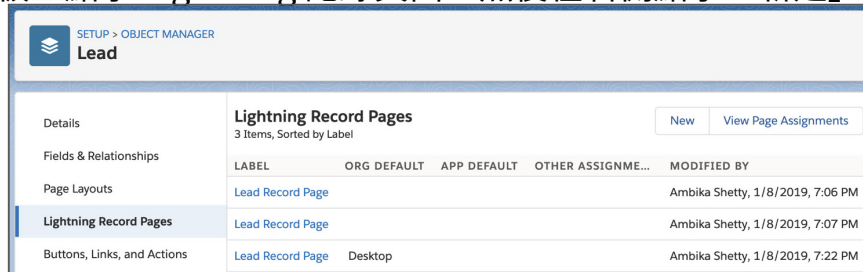 SETUP > OBJECT MANAGER
Lead
Details
Fields & Relationships
Page Layouts
Lightning Record Pages
Buttons, Links, and Actions
Lightning Record Pages
3 Items, Sorted by Label
New View Page Assignments
LABEL ORG DEFAULT APP DEFAULT OTHER ASSIGNME... MODIFIED BY
Lead Record Page Ambika Shetty, 1/8/2019, 7:06 PM
Lead Record Page Ambika Shetty, 1/8/2019, 7:07 PM
Lead Record Page Desktop Ambika Shetty, 1/8/2019, 7:22 PM